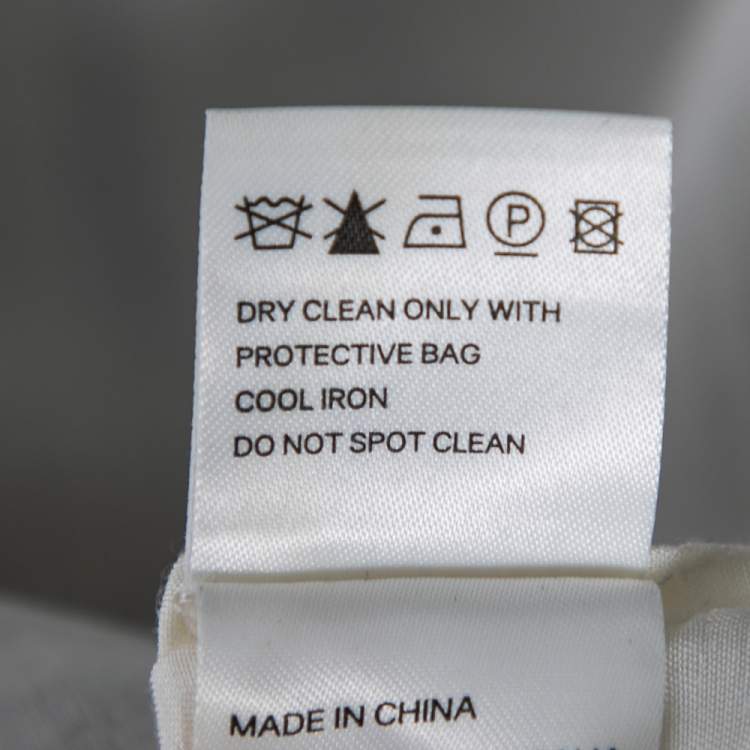 P
DRY CLEAN ONLY WITH
PROTECTIVE BAG
COOL IRON
DO NOT SPOT CLEAN
MADE IN CHINA